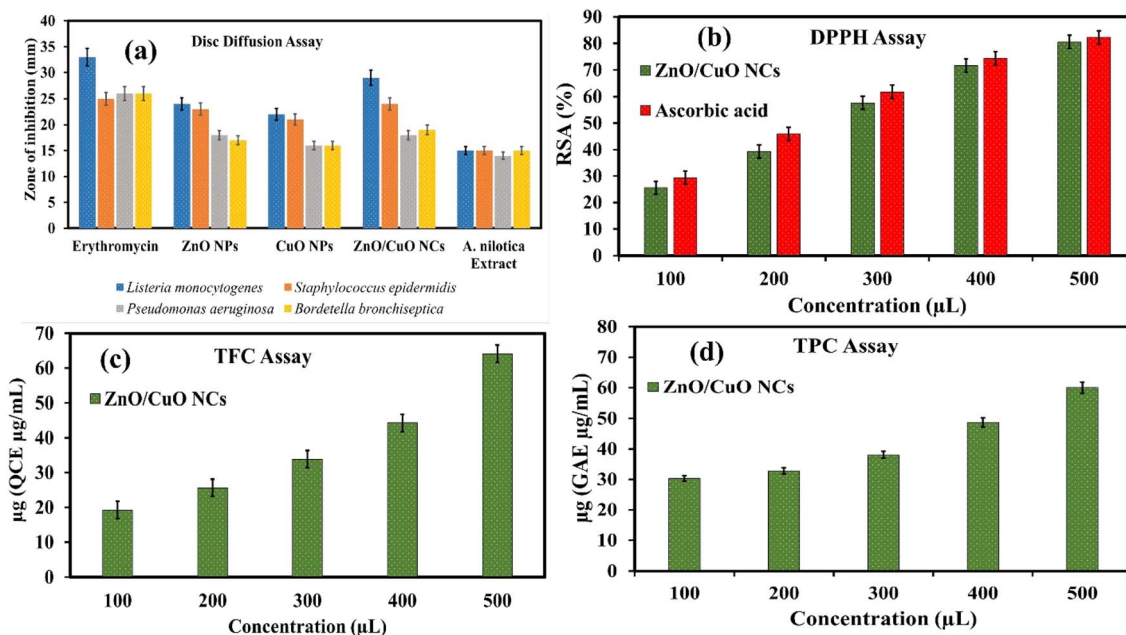 (a)
Disc Diffusion Assay
Zone of inhibition (mm)
40
35
30
25
20
15
10
5
0
Erythromycin
ZnO NPs
CuO NPs
ZnO/CuO NCs
A. nilotica
Extract
Listeria monocytogenes
Staphylococcus epidermidis
Pseudomonas aeruginosa
Bordetella bronchiseptica
(b)
DPPH Assay
ZnO/CuO NCs
Ascorbic acid
RSA (%)
90
80
70
60
50
40
30
20
10
0
100
200
300
400
500
Concentration (µL)
(c)
TFC Assay
ZnO/CuO NCs
µg (QCE µg/mL)
70
60
50
40
30
20
10
0
100
200
300
400
500
Concentration (µL)
(d)
TPC Assay
ZnO/CuO NCs
µg (GAE µg/mL)
80
70
60
50
40
30
20
10
0
100
200
300
400
500
Concentration (µL)